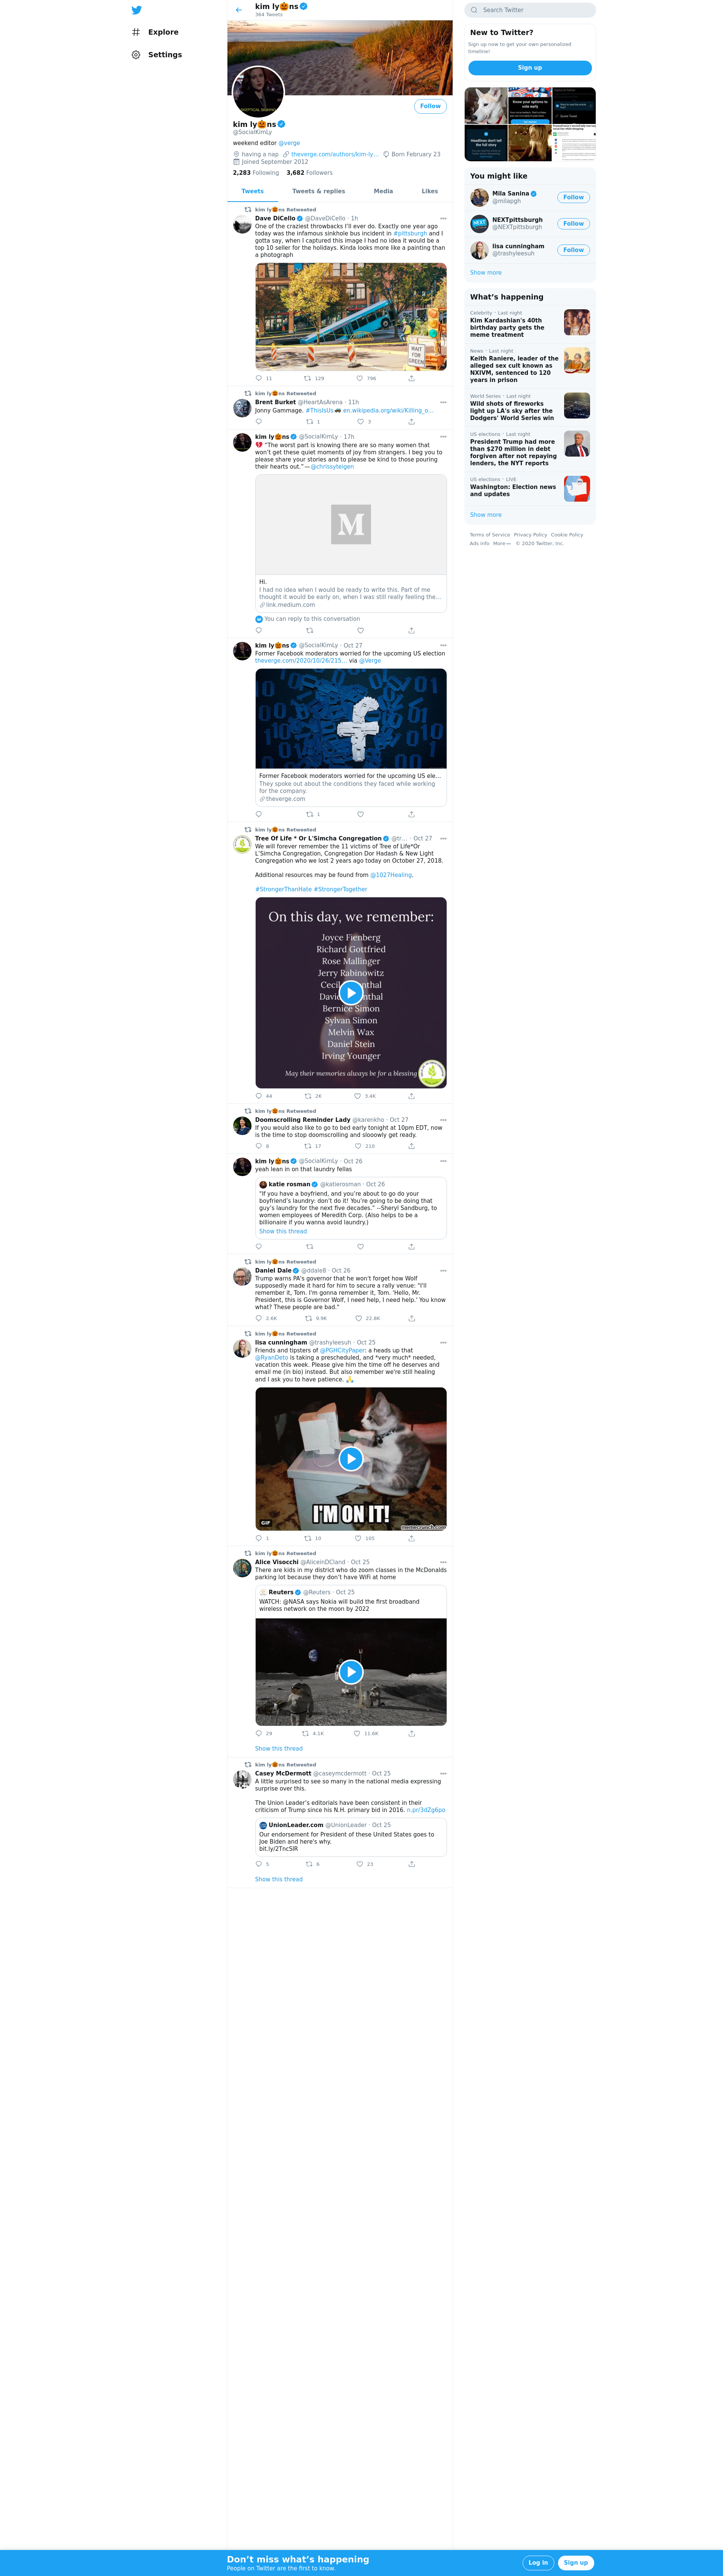 Explore
Settings
kim ly🎃ns
364 Tweets
Follow
kim ly🎃ns
@SocialKimLy
weekend editor @verge
having a nap theverge.com/authors/kim-ly… Born February 23
Joined September 2012
2,283 Following 3,682 Followers
Tweets Tweets & replies Media Likes
kim ly🎃ns Retweeted
Dave DiCello @DaveDiCello · 1h
One of the craziest throwbacks I'll ever do. Exactly one year ago
today was the infamous sinkhole bus incident in #pittsburgh and I
gotta say, when I captured this image I had no idea it would be a
top 10 seller for the holidays. Kinda looks more like a painting than
a photograph
WAIT
FOR
GREEN
11 129 796
kim ly🎃ns Retweeted
Brent Burket @HeartAsArena · 11h
Jonny Gammage. #ThisIsUs en.wikipedia.org/wiki/Killing_o…
1 3
kim ly🎃ns @SocialKimLy · 17h
💔 "The worst part is knowing there are so many women that
won't get these quiet moments of joy from strangers. I beg you to
please share your stories and to please be kind to those pouring
their hearts out."—@chrissyteigen
M
Hi.
I had no idea when I would be ready to write this. Part of me
thought it would be early on, when I was still really feeling the…
link.medium.com
You can reply to this conversation
kim ly🎃ns @SocialKimLy · Oct 27
Former Facebook moderators worried for the upcoming US election
theverge.com/2020/10/26/215… via @Verge
Former Facebook moderators worried for the upcoming US ele…
They spoke out about the conditions they faced while working
for the company.
theverge.com
1
kim ly🎃ns Retweeted
Tree Of Life * Or L'Simcha Congregation @tr… · Oct 27
We will forever remember the 11 victims of Tree of Life*Or
L'Simcha Congregation, Congregation Dor Hadash & New Light
Congregation who we lost 2 years ago today on October 27, 2018.
Additional resources may be found from @1027Healing.
#StrongerThanHate #StrongerTogether
On this day, we remember:
Joyce Fienberg
Richard Gottfried
Rose Mallinger
Jerry Rabinowitz
Cecil nthal
David nthal
Bernice Simon
Sylvan Simon
Melvin Wax
Daniel Stein
Irving Younger
May their memories always be for a blessing
44 2K 3.4K
kim ly🎃ns Retweeted
Doomscrolling Reminder Lady @karenkho · Oct 27
If you would also like to go to bed early tonight at 10pm EDT, now
is the time to stop doomscrolling and slooowly get ready.
8 17 210
kim ly🎃ns @SocialKimLy · Oct 26
yeah lean in on that laundry fellas
katie rosman @katierosman · Oct 26
"If you have a boyfriend, and you're about to go do your
boyfriend's laundry: don't do it! You're going to be doing that
guy's laundry for the next five decades." --Sheryl Sandburg, to
women employees of Meredith Corp. (Also helps to be a
billionaire if you wanna avoid laundry.)
Show this thread
kim ly🎃ns Retweeted
Daniel Dale @ddale8 · Oct 26
Trump warns PA's governor that he won't forget how Wolf
supposedly made it hard for him to secure a rally venue: "I'll
remember it, Tom. I'm gonna remember it, Tom. 'Hello, Mr.
President, this is Governor Wolf, I need help, I need help.' You know
what? These people are bad."
2.6K 9.9K 22.8K
kim ly🎃ns Retweeted
lisa cunningham @trashyleesuh · Oct 25
Friends and tipsters of @PGHCityPaper: a heads up that
@RyanDeto is taking a prescheduled, and *very much* needed,
vacation this week. Please give him the time off he deserves and
email me (in bio) instead. But also remember we're still healing
and I ask you to have patience. 🙏
I'M ON IT!
GIF
memecrunch.com
1 10 105
kim ly🎃ns Retweeted
Alice Visocchi @AliceinDCland · Oct 25
There are kids in my district who do zoom classes in the McDonalds
parking lot because they don't have WiFi at home
Reuters @Reuters · Oct 25
WATCH: @NASA says Nokia will build the first broadband
wireless network on the moon by 2022
29 4.1K 11.8K
Show this thread
kim ly🎃ns Retweeted
Casey McDermott @caseymcdermott · Oct 25
A little surprised to see so many in the national media expressing
surprise over this.
The Union Leader's editorials have been consistent in their
criticism of Trump since his N.H. primary bid in 2016. n.pr/3dZg6po
UnionLeader.com @UnionLeader · Oct 25
Our endorsement for President of these United States goes to
Joe Biden and here's why.
bit.ly/2TncSIR
5 6 23
Show this thread
Search Twitter
New to Twitter?
Sign up now to get your own personalized
timeline!
Sign up
Know your options to
vote early
Headlines don't tell
the full story
Quote Tweet
You might like
Mila Sanina
@milapgh
Follow
NEXT
NEXTpittsburgh
@NEXTpittsburgh
Follow
lisa cunningham
@trashyleesuh
Follow
Show more
What's happening
Celebrity · Last night
Kim Kardashian's 40th
birthday party gets the
meme treatment
News · Last night
Keith Raniere, leader of the
alleged sex cult known as
NXIVM, sentenced to 120
years in prison
World Series · Last night
Wild shots of fireworks
light up LA's sky after the
Dodgers' World Series win
US elections · Last night
President Trump had more
than $270 million in debt
forgiven after not repaying
lenders, the NYT reports
US elections · LIVE
Washington: Election news
and updates
Show more
Terms of Service Privacy Policy Cookie Policy
Ads info More © 2020 Twitter, Inc.
Don't miss what's happening
People on Twitter are the first to know.
Log in
Sign up